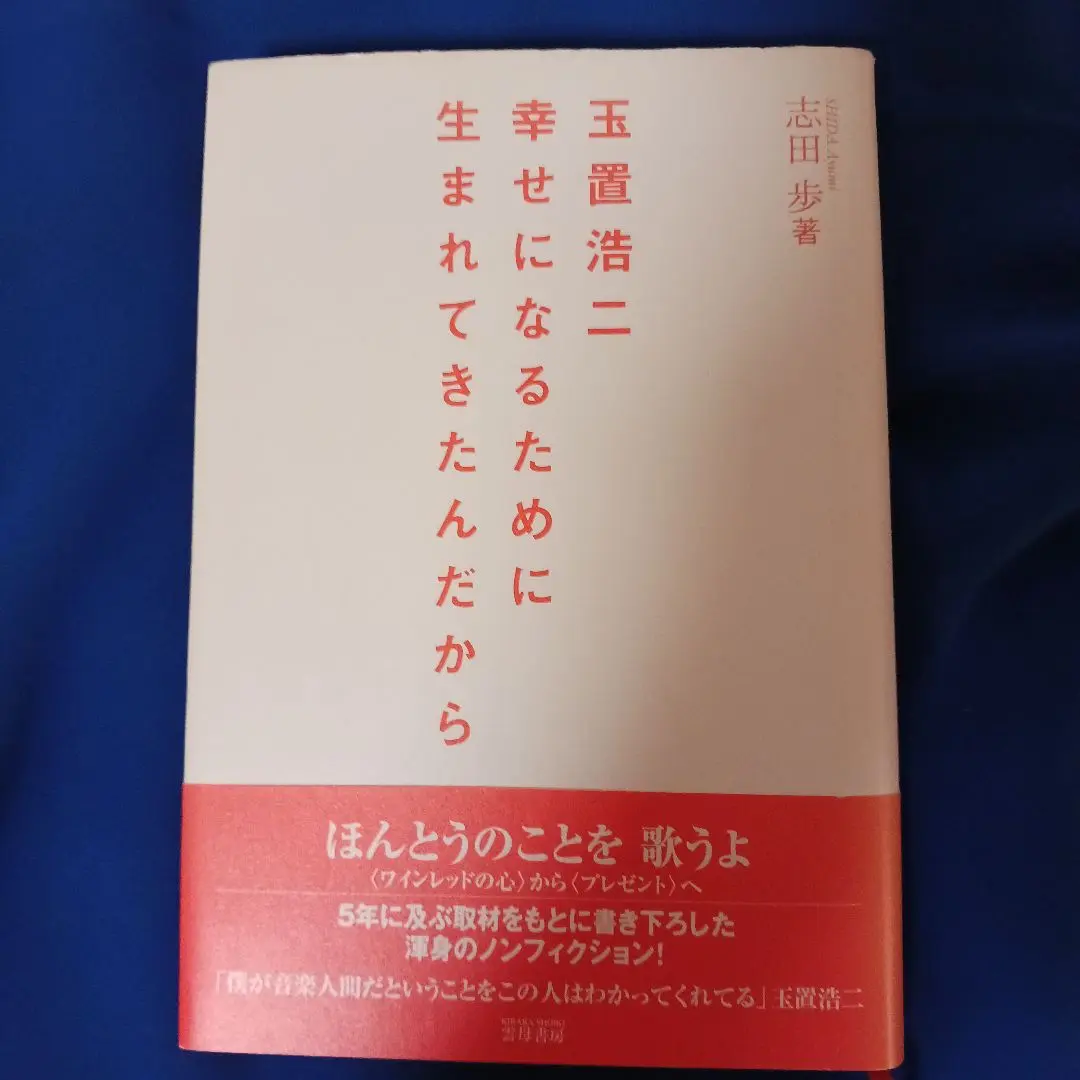 SHIDA Ayumi
志田 歩 著
玉置浩二
幸せになるために
生まれてきたんだから
ほんとうのことを 歌うよ
〈ワインレッドの心〉から〈プレゼント〉へ
5年に及ぶ取材をもとに書き下ろした
渾身のノンフィクション!
「僕が音楽人間だということをこの人はわかってくれてる」玉置浩二
KIRARA SHOBO
雲母書房